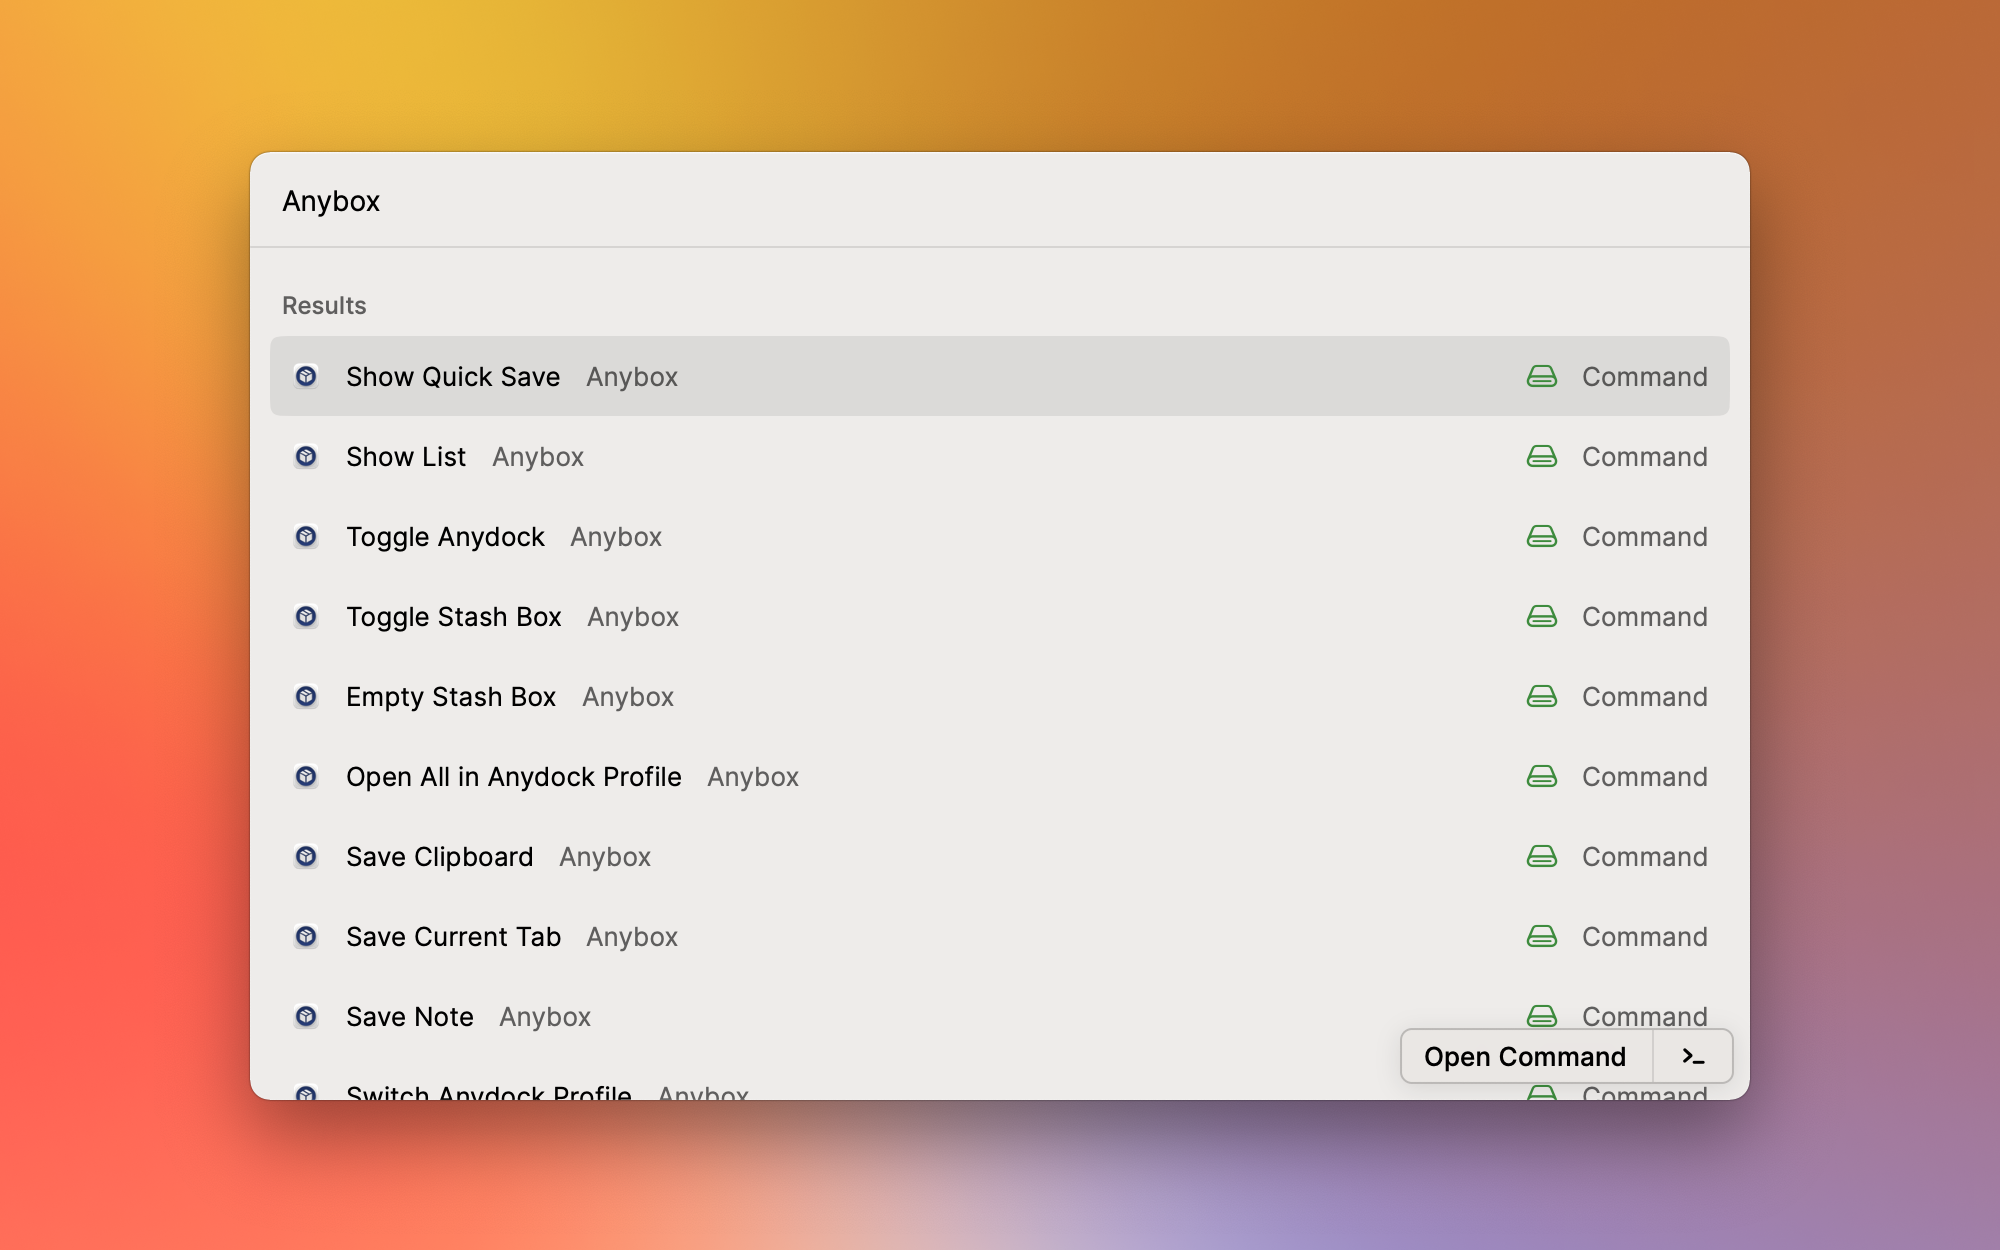 Anybox
Results
Show Quick Save Anybox Command
Show List Anybox Command
Toggle Anydock Anybox Command
Toggle Stash Box Anybox Command
Empty Stash Box Anybox Command
Open All in Anydock Profile Anybox Command
Save Clipboard Anybox Command
Save Current Tab Anybox Command
Save Note Anybox Command
Open Command >_
Switch Anydock Profile Anybox Command